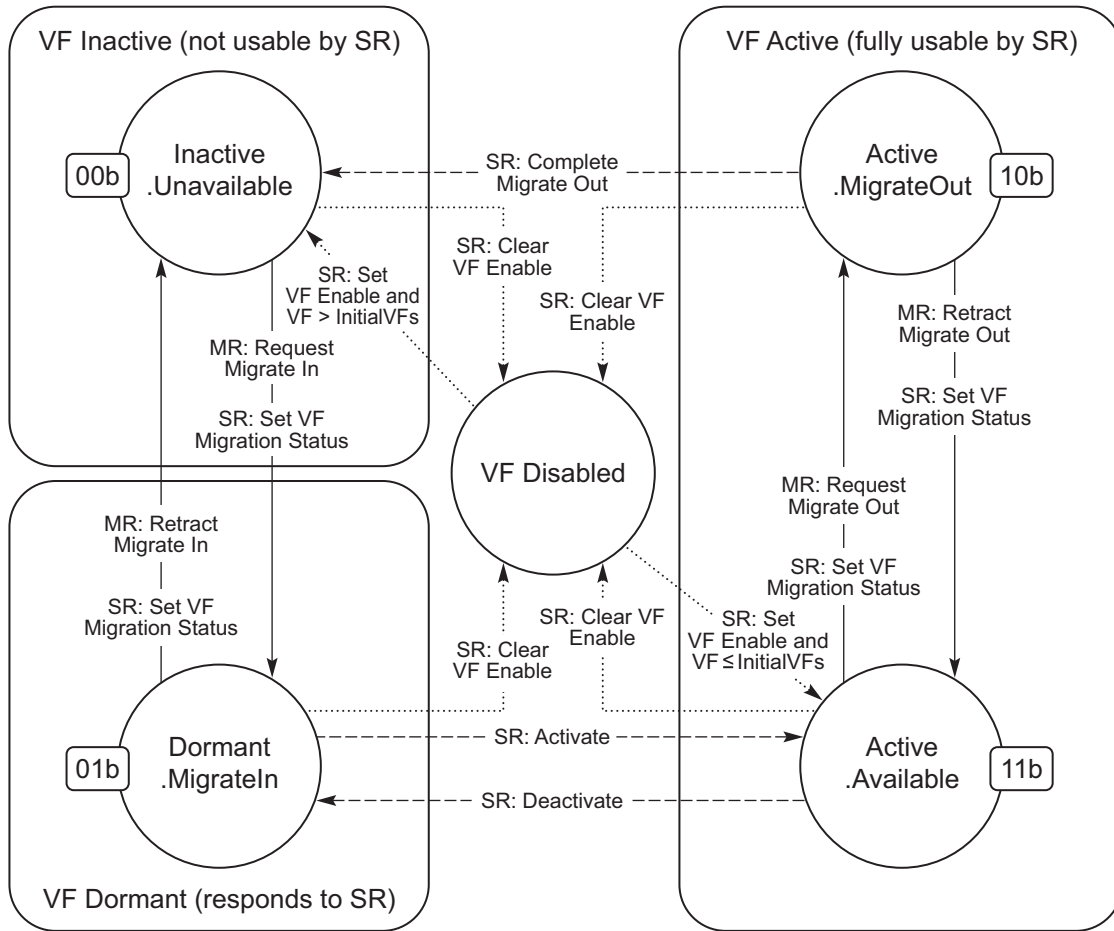 VF Inactive (not usable by SR)
VF Active (fully usable by SR)
Inactive
.Unavailable
00b
SR: Complete
Migrate Out
Active
.MigrateOut
10b
SR: Clear
VF Enable
SR: Set
VF Enable and
VF > InitialVFs
SR: Clear VF
Enable
MR: Retract
Migrate Out
MR: Request
Migrate In
SR: Set VF
Migration Status
SR: Set VF
Migration Status
VF Disabled
MR: Request
Migrate Out
MR: Retract
Migrate In
SR: Set VF
Migration Status
SR: Set VF
Migration Status
SR: Clear VF
Enable
SR: Set
VF Enable and
VF ≤ InitialVFs
SR: Clear
VF Enable
Dormant
.MigrateIn
01b
SR: Activate
SR: Deactivate
Active
.Available
11b
VF Dormant (responds to SR)